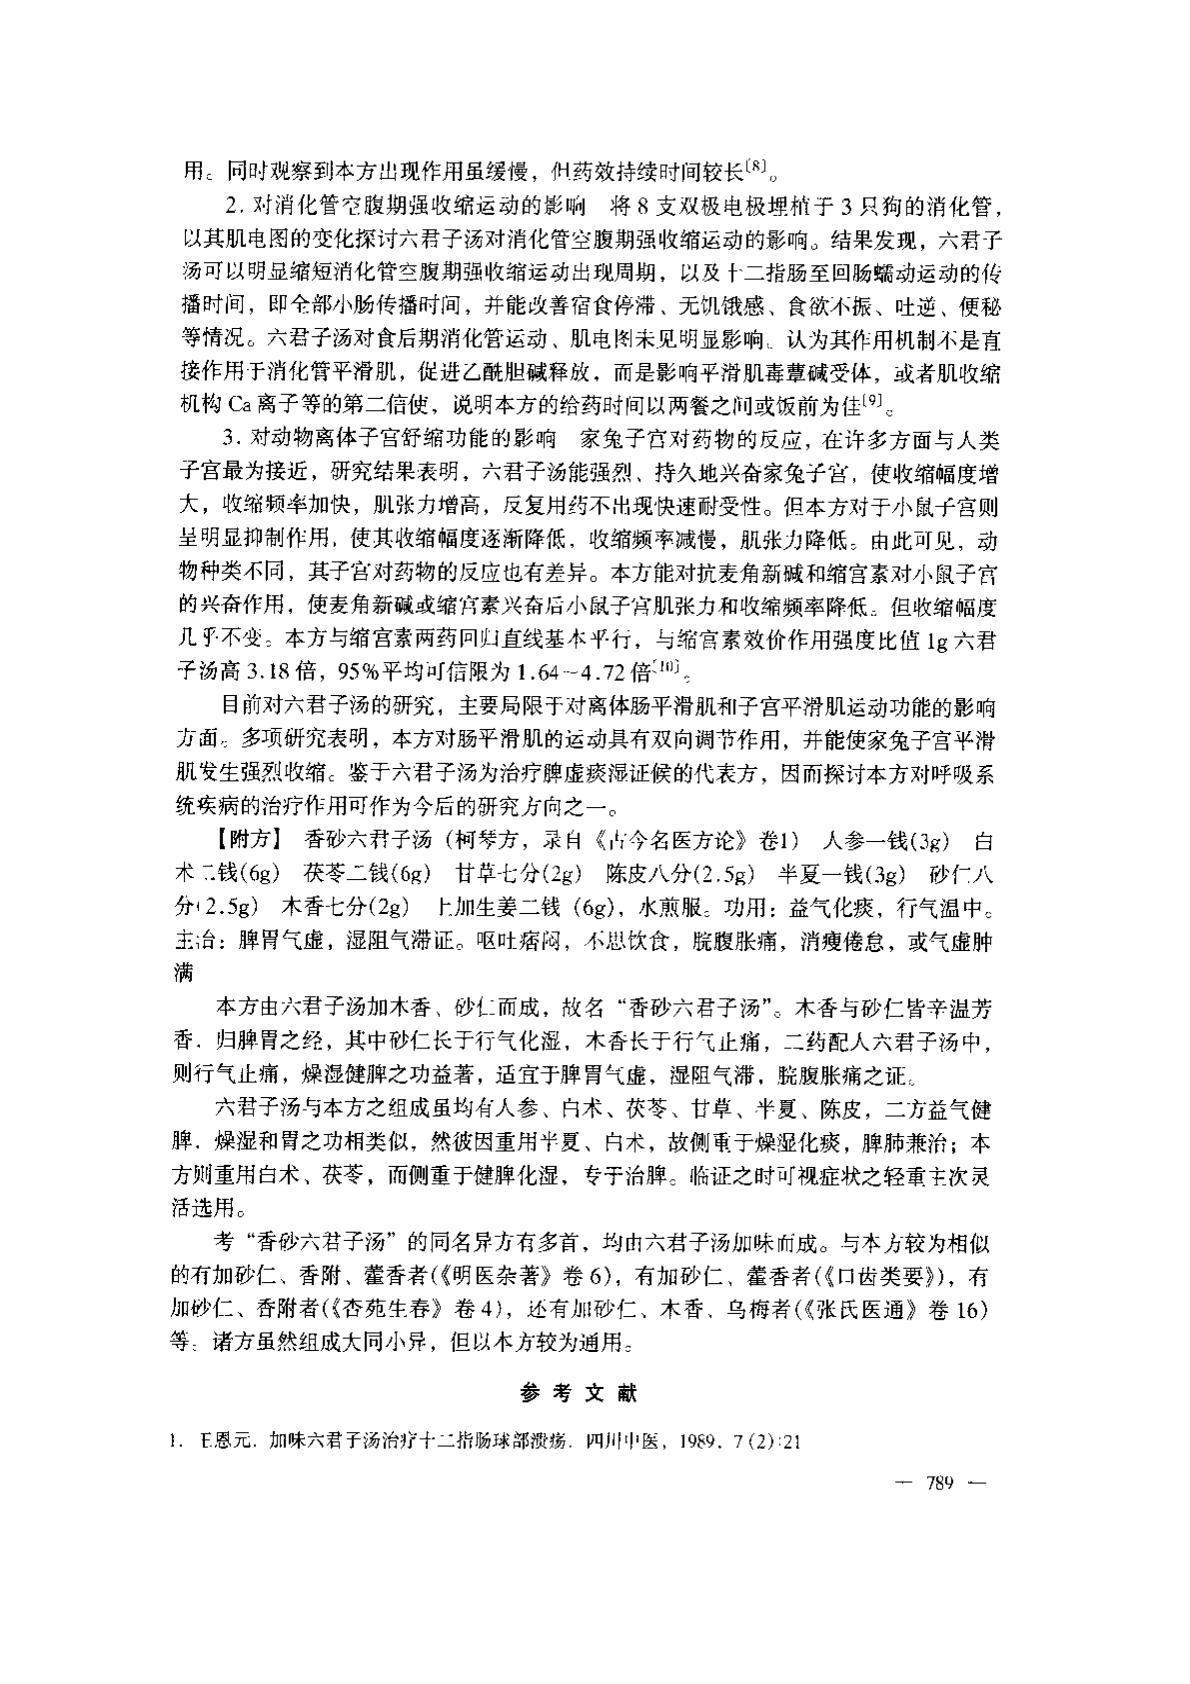 用。同时观察到本方出现作用虽缓慢，但药效持续时间较长〔8〕。
2. 对消化管空腹期强收缩运动的影响　将 8 支双极电极埋植于 3 只狗的消化管，
以其肌电图的变化探讨六君子汤对消化管空腹期强收缩运动的影响。结果发现，六君子
汤可以明显缩短消化管空腹期强收缩运动出现周期，以及十二指肠至回肠蠕动运动的传
播时间，即全部小肠传播时间，并能改善宿食停滞、无饥饿感、食欲不振、吐逆、便秘
等情况。六君子汤对食后期消化管运动、肌电图未见明显影响。认为其作用机制不是直
接作用于消化管平滑肌，促进乙酰胆碱释放，而是影响平滑肌毒蕈碱受体，或者肌收缩
机构 Ca 离子等的第二信使，说明本方的给药时间以两餐之间或饭前为佳〔9〕。
3. 对动物离体子宫舒缩功能的影响　家兔子宫对药物的反应，在许多方面与人类
子宫最为接近，研究结果表明，六君子汤能强烈、持久地兴奋家兔子宫，使收缩幅度增
大，收缩频率加快，肌张力增高，反复用药不出现快速耐受性。但本方对于小鼠子宫则
呈明显抑制作用，使其收缩幅度逐渐降低，收缩频率减慢，肌张力降低。由此可见，动
物种类不同，其子宫对药物的反应也有差异。本方能对抗麦角新碱和缩宫素对小鼠子宫
的兴奋作用，使麦角新碱或缩宫素兴奋后小鼠子宫肌张力和收缩频率降低。但收缩幅度
几乎不变。本方与缩宫素两药回归直线基本平行，与缩宫素效价作用强度比值 1g 六君
子汤高 3.18 倍，95%平均可信限为 1.64～4.72 倍〔10〕。
目前对六君子汤的研究，主要局限于对离体肠平滑肌和子宫平滑肌运动功能的影响
方面。多项研究表明，本方对肠平滑肌的运动具有双向调节作用，并能使家兔子宫平滑
肌发生强烈收缩。鉴于六君子汤为治疗脾虚痰湿证候的代表方，因而探讨本方对呼吸系
统疾病的治疗作用可作为今后的研究方向之一。
【附方】　香砂六君子汤（柯琴方，录自《古今名医方论》卷1）　人参一钱(3g)　白
术二钱(6g)　茯苓二钱(6g)　甘草七分(2g)　陈皮八分(2.5g)　半夏一钱(3g)　砂仁八
分(2.5g)　木香七分(2g)　上加生姜二钱（6g)，水煎服。功用：益气化痰，行气温中。
主治：脾胃气虚，湿阻气滞证。呕吐痞闷，不思饮食，脘腹胀痛，消瘦倦怠，或气虚肿
满
本方由六君子汤加木香、砂仁而成，故名“香砂六君子汤”。木香与砂仁皆辛温芳
香，归脾胃之经，其中砂仁长于行气化湿，木香长于行气止痛，二药配人六君子汤中，
则行气止痛，燥湿健脾之功益著，适宜于脾胃气虚，湿阻气滞，脘腹胀痛之证。
六君子汤与本方之组成虽均有人参、白术、茯苓、甘草、半夏、陈皮，二方益气健
脾，燥湿和胃之功相类似，然彼因重用半夏、白术，故侧重于燥湿化痰，脾肺兼治；本
方则重用白术、茯苓，而侧重于健脾化湿，专于治脾。临证之时可视症状之轻重主次灵
活选用。
考“香砂六君子汤”的同名异方有多首，均由六君子汤加味而成。与本方较为相似
的有加砂仁、香附、藿香者(《明医杂著》卷 6)，有加砂仁、藿香者(《口齿类要》)，有
加砂仁、香附者(《杏苑生春》卷 4)，还有加砂仁、木香、乌梅者(《张氏医通》卷 16)
等。诸方虽然组成大同小异，但以本方较为通用。
参 考 文 献
1. 王恩元. 加味六君子汤治疗十二指肠球部溃疡. 四川中医，1989，7 (2):21
— 789 —